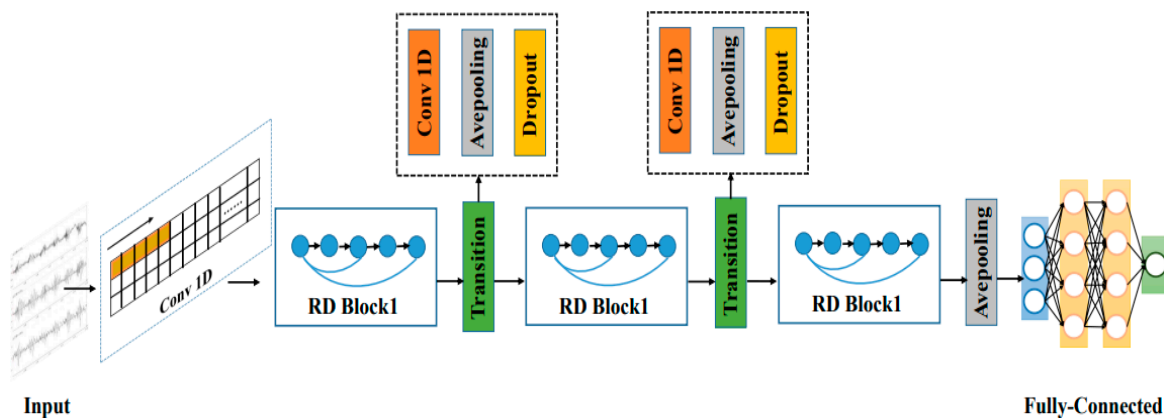 Conv 1D
Avepooling
Dropout
Conv 1D
Avepooling
Dropout
......
Conv 1D
RD Block1
Transition
RD Block1
Transition
RD Block1
Avepooling
Input
Fully-Connected